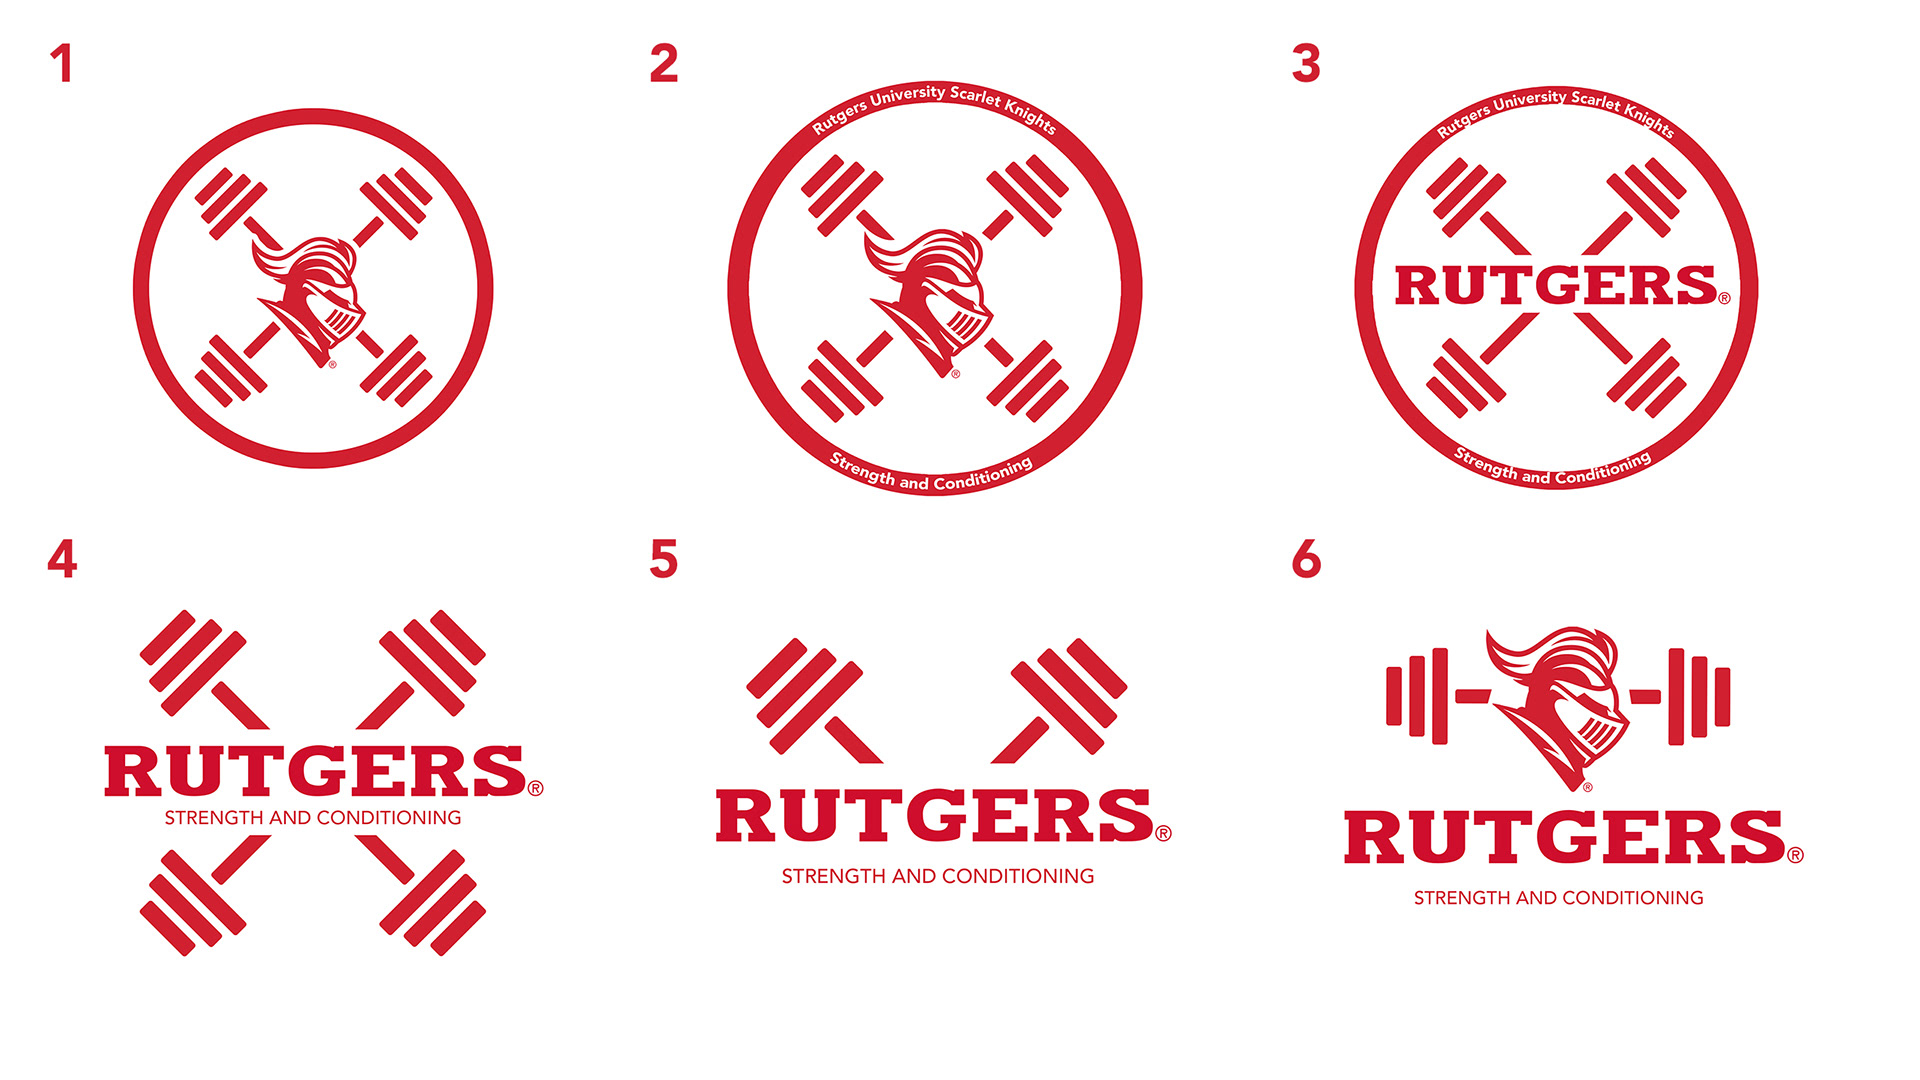 1
2
3
Rutgers University Scarlet Knights
Rutgers University Scarlet Knights
®
®
RUTGERS®
Strength and Conditioning
Strength and Conditioning
4
5
6
RUTGERS®
STRENGTH AND CONDITIONING
RUTGERS®
STRENGTH AND CONDITIONING
®
RUTGERS®
STRENGTH AND CONDITIONING